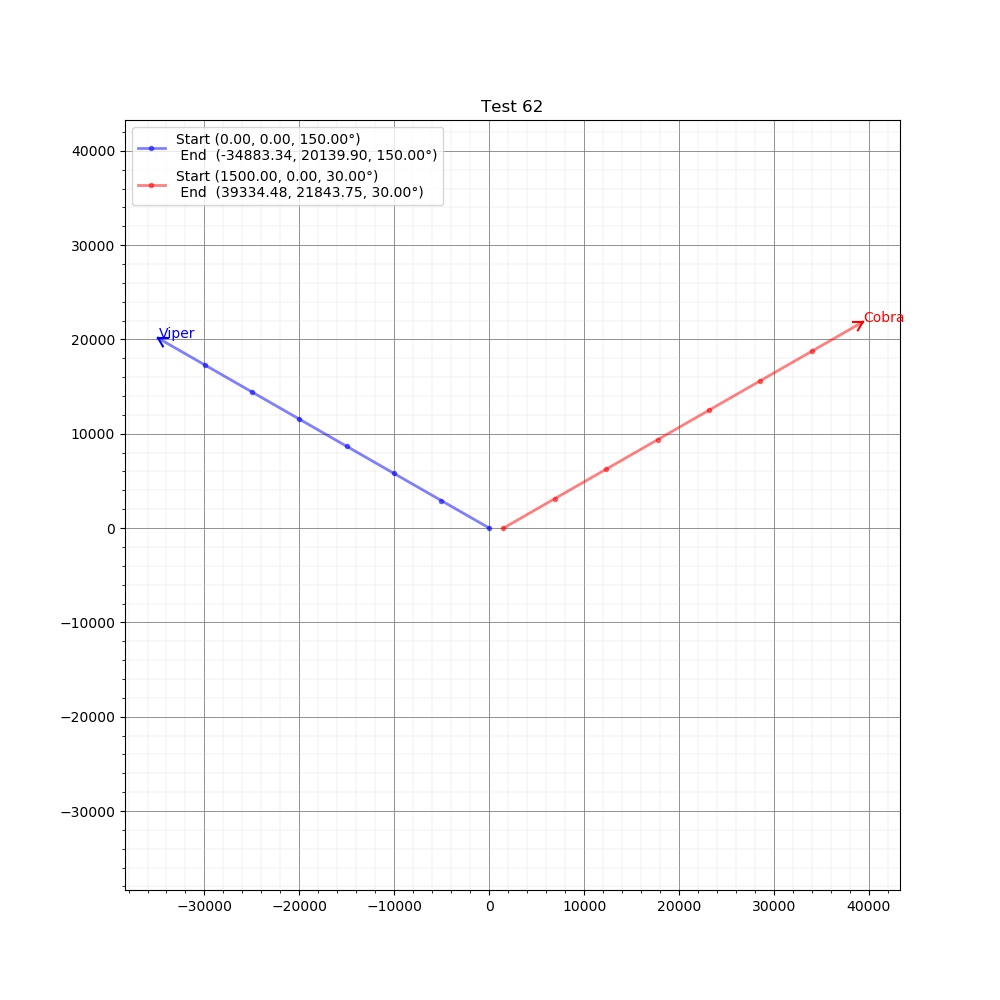 Test 62
Start (0.00, 0.00, 150.00°)
End  (-34883.34, 20139.90, 150.00°)
Start (1500.00, 0.00, 30.00°)
End  (39334.48, 21843.75, 30.00°)
40000
30000
20000
10000
0
−10000
−20000
−30000
Viper
Cobra
−30000 −20000 −10000 0 10000 20000 30000 40000